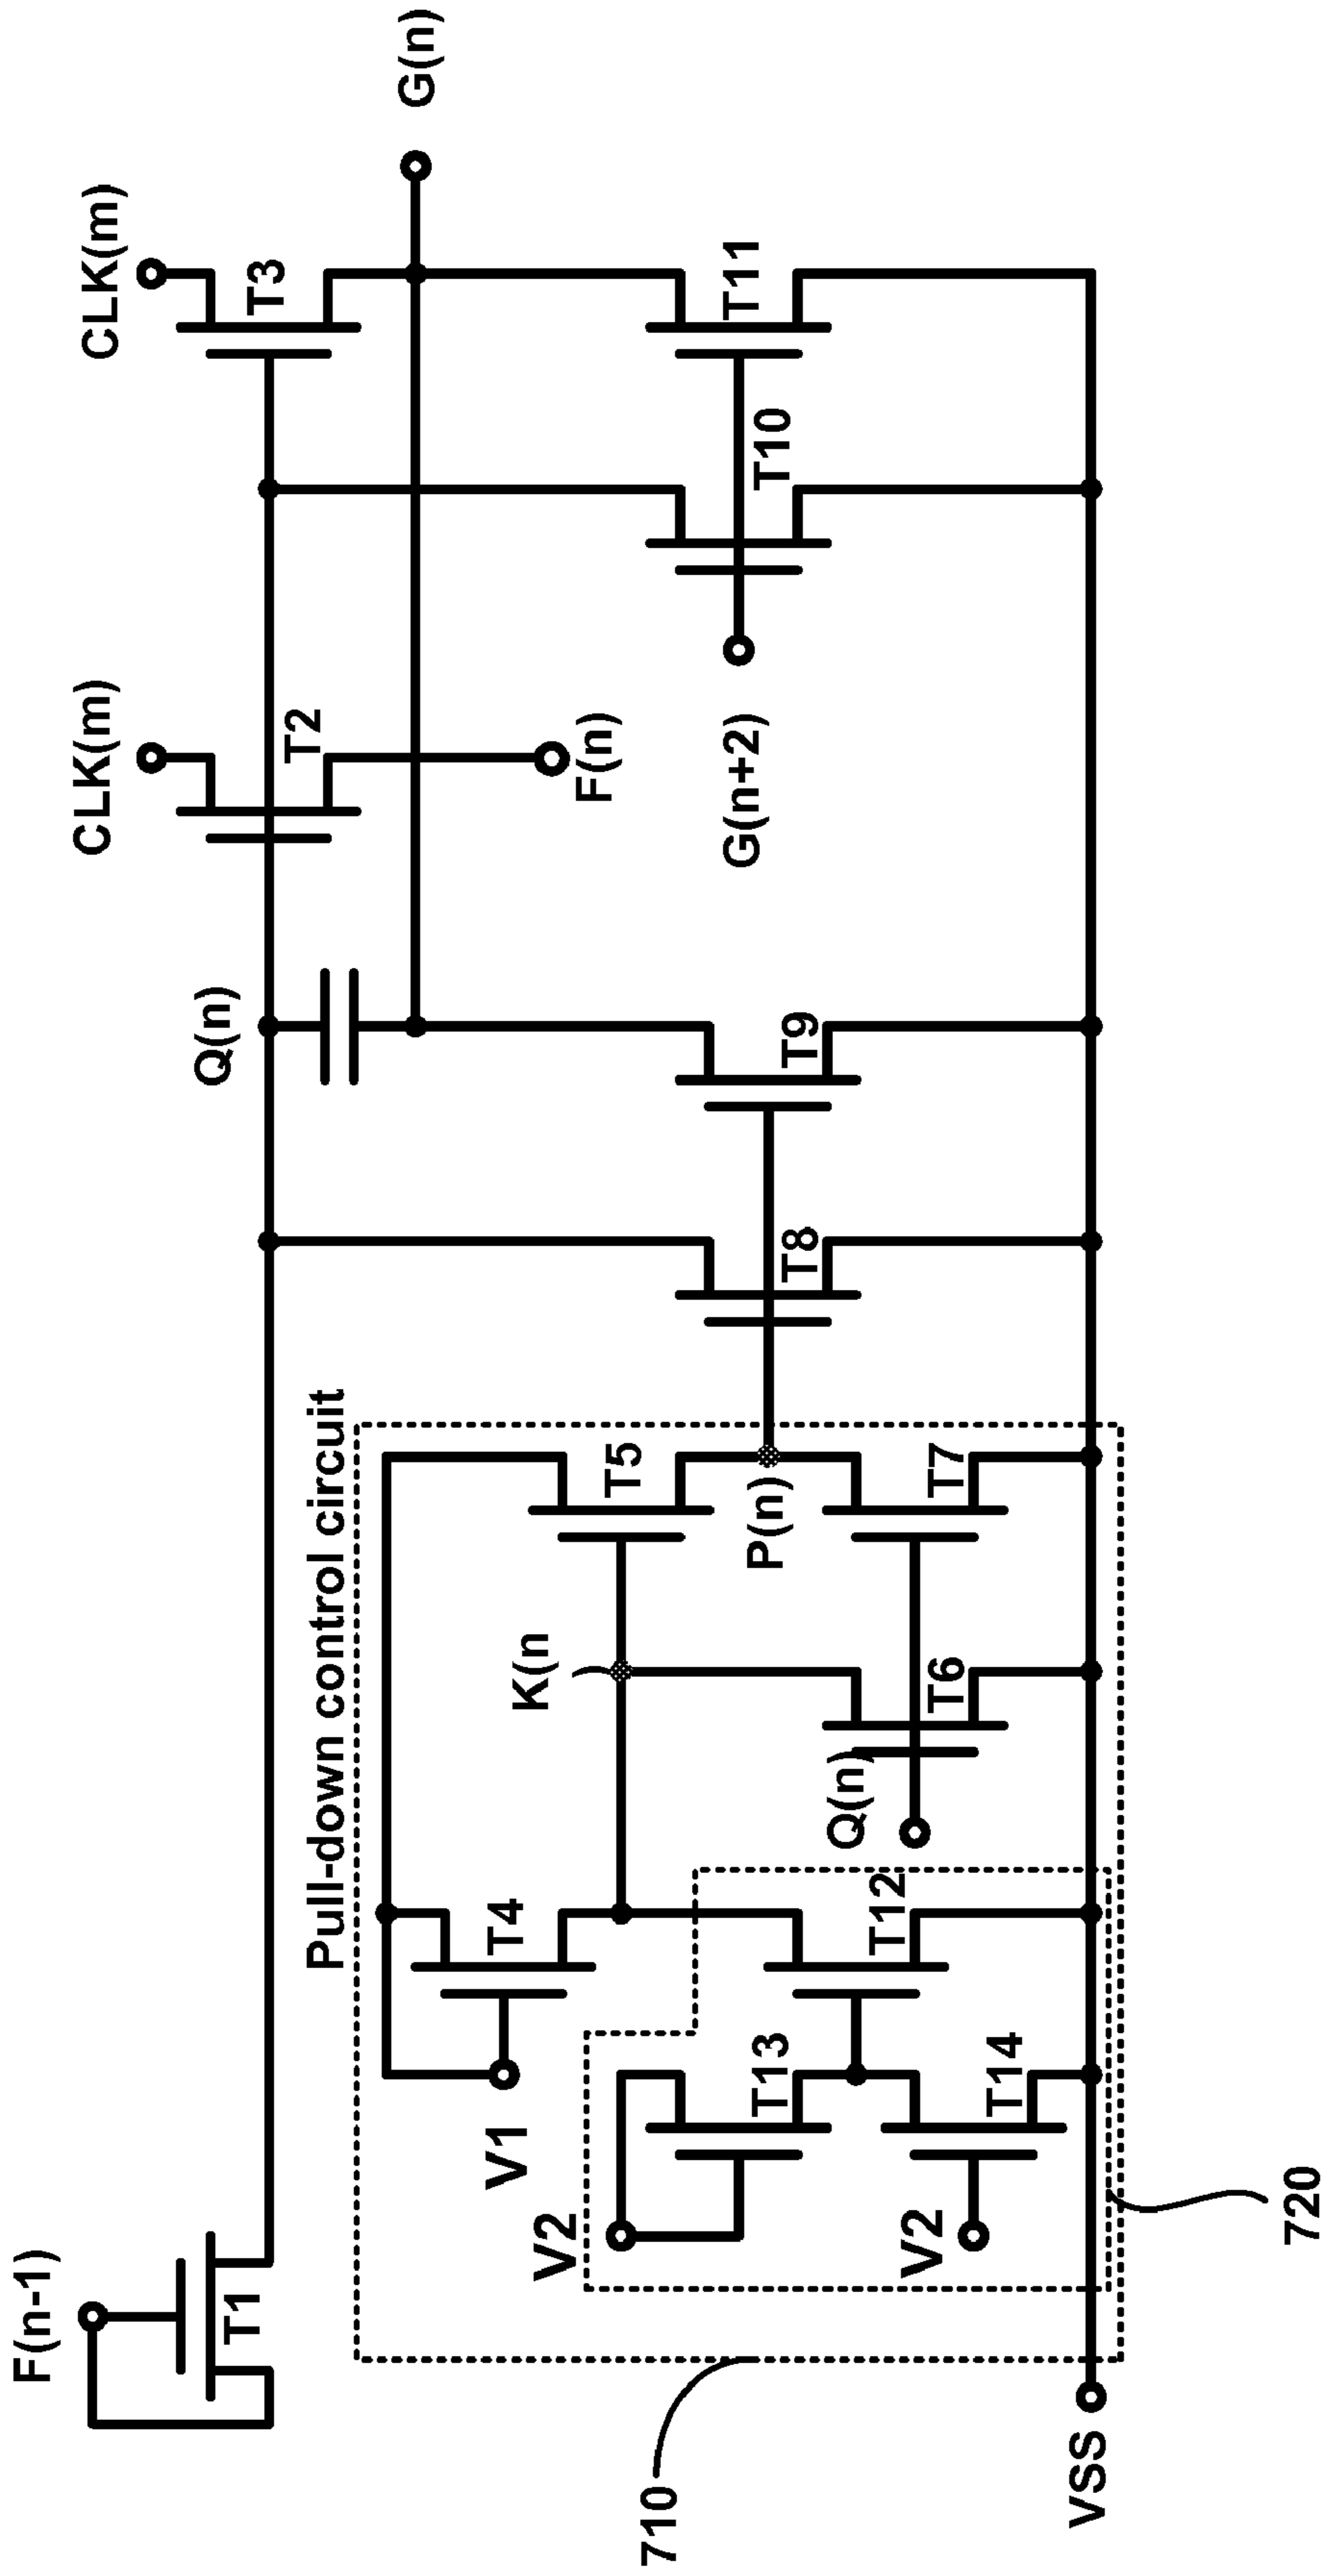 F(n-1)
T1
Q(n)
CLK(m)
T2
F(n)
CLK(m)
T3
G(n)
Pull-down control circuit
V1
T4
K(n
T5
P(n)
V2
T13
V2
T14
T12
Q(n)
T6
T7
T8
T9
G(n+2)
T10
T11
VSS
710
720